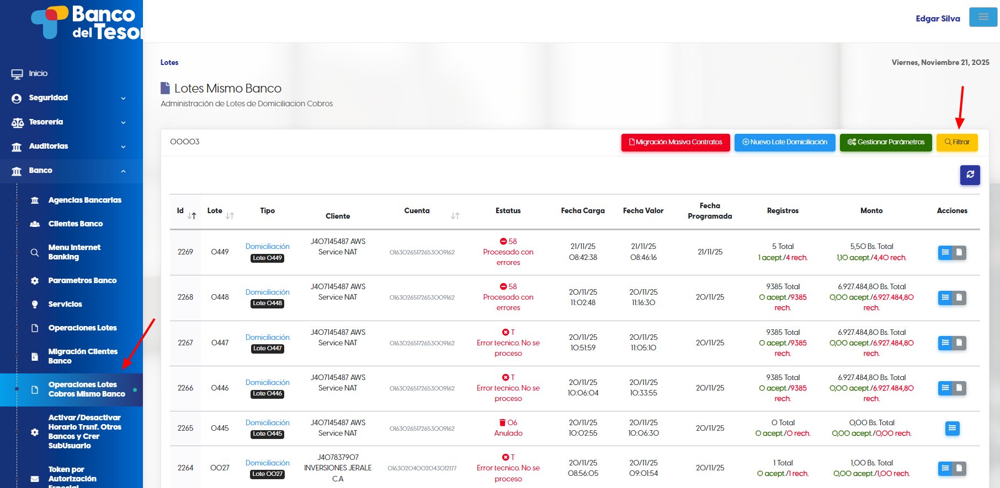 Banco
del Tesor
Edgar Silva
Inicio
Seguridad
Tesorería
Auditorias
Banco
Agencias Bancarias
Clientes Banco
Menu Internet
Banking
Parametros Banco
Servicios
Operaciones Lotes
Migración Clientes
Banco
Operaciones Lotes
Cobros Mismo Banco
Activar/Desactivar
Horario Trsnf. Otros
Bancos y Crer
SubUsuario
Token por
Autorización
Especial
Lotes
Viernes, Noviembre 21, 2025
Lotes Mismo Banco
Administración de Lotes de Domiciliacion Cobros
00003
Migración Masiva Contratos
Nuevo Lote Domiciliación
Gestionar Parámetros
Filtrar
Id Lote Tipo Cliente Cuenta Estatus Fecha Carga Fecha Valor Fecha Programada Registros Monto Acciones
2269 0449 Domiciliación
Lote 0449
J407145487 AWS
Service NAT
01630265172653009162
58
Procesado con
errores
21/11/25
08:42:38
21/11/25
08:46:16
21/11/25
5 Total
1 acept./4 rech.
5,50 Bs. Total
1,10 acept./4,40 rech.
2268 0448 Domiciliación
Lote 0448
J407145487 AWS
Service NAT
01630265172653009162
58
Procesado con
errores
20/11/25
11:02:48
20/11/25
11:16:30
20/11/25
9385 Total
0 acept./9385
rech.
6.927.484,80 Bs. Total
0,00 acept./6.927.484,80
rech.
2267 0447 Domiciliación
Lote 0447
J407145487 AWS
Service NAT
01630265172653009162
T
Error tecnico. No se
proceso
20/11/25
10:51:59
20/11/25
11:05:10
20/11/25
9385 Total
0 acept./9385
rech.
6.927.484,80 Bs. Total
0,00 acept./6.927.484,80
rech.
2266 0446 Domiciliación
Lote 0446
J407145487 AWS
Service NAT
01630265172653009162
T
Error tecnico. No se
proceso
20/11/25
10:06:04
20/11/25
10:33:55
20/11/25
9385 Total
0 acept./9385
rech.
6.927.484,80 Bs. Total
0,00 acept./6.927.484,80
rech.
2265 0445 Domiciliación
Lote 0445
J407145487 AWS
Service NAT
01630265172653009162
06
Anulado
20/11/25
10:02:55
20/11/25
10:06:30
20/11/25
0 Total
0 acept./0 rech.
0,00 Bs. Total
0,00 acept./0,00 rech.
2264 0027 Domiciliación
Lote 0027
J407837907
INVERSIONES JERALE
C.A
01630204002043012177
T
Error tecnico. No se
proceso
20/11/25
08:56:05
20/11/25
09:01:54
20/11/25
1 Total
0 acept./1 rech.
1,00 Bs. Total
0,00 acept./1,00 rech.